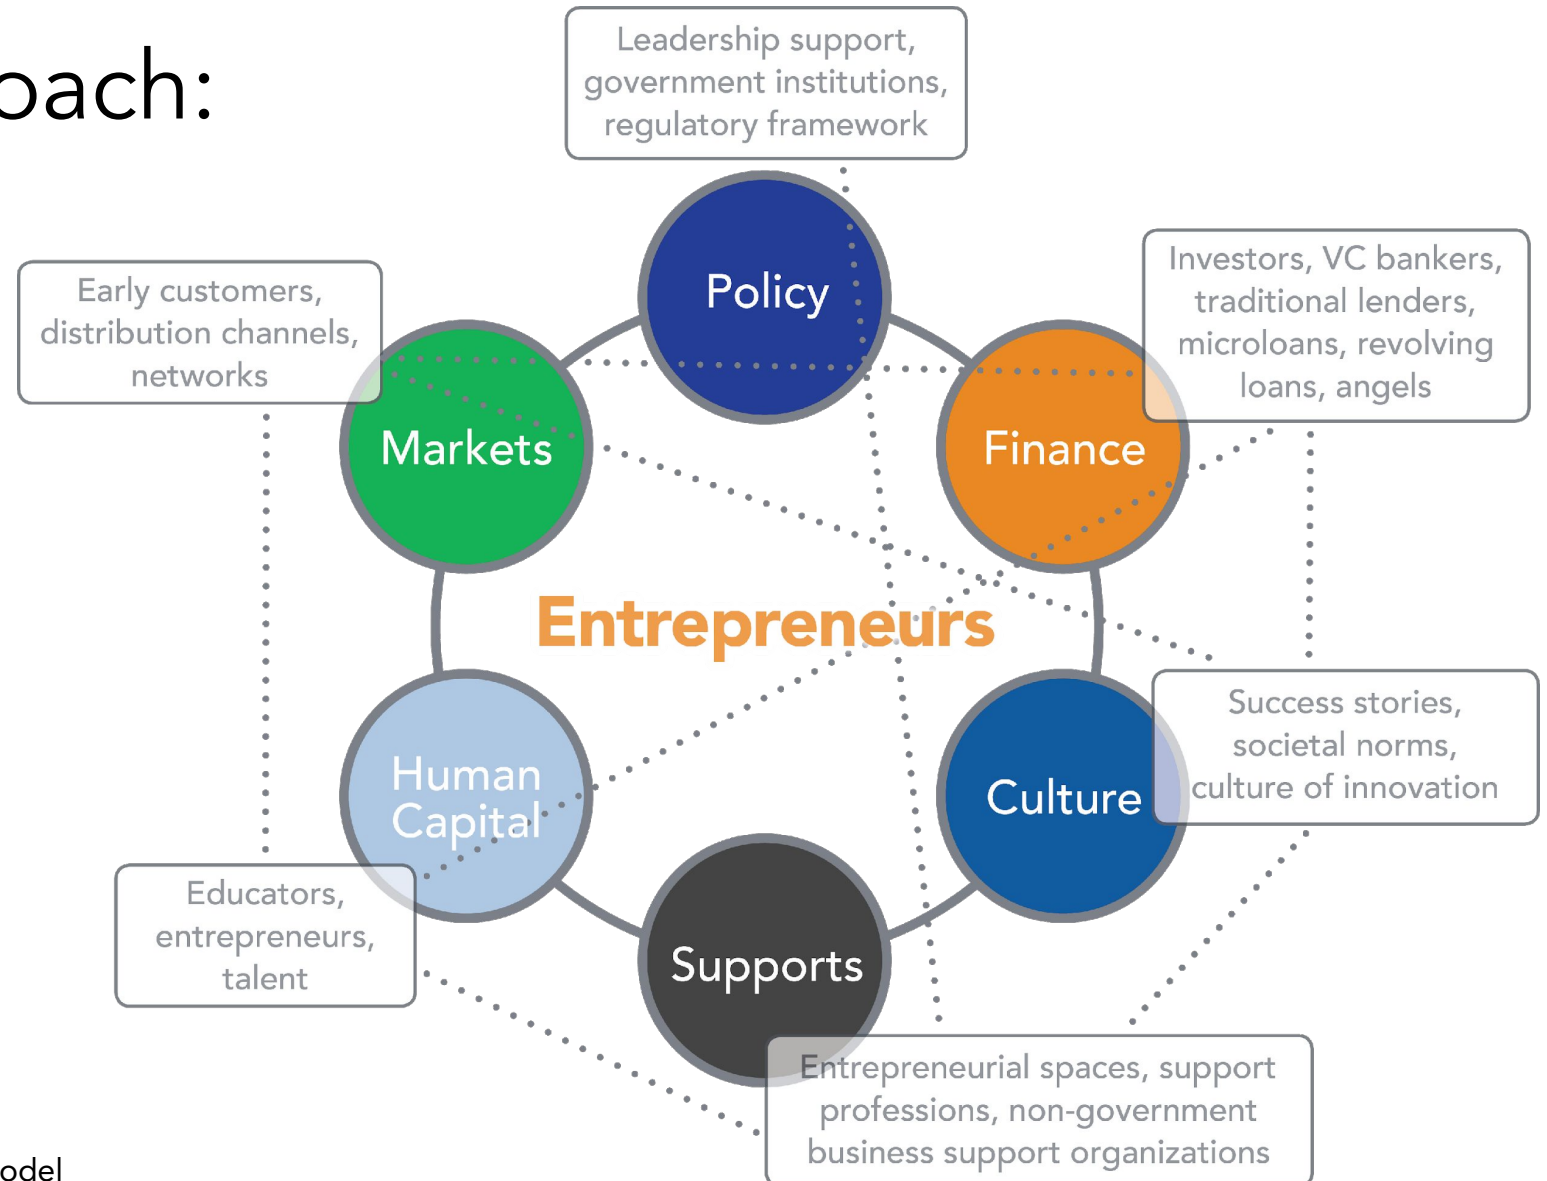 oach:
Leadership support,
government institutions,
regulatory framework
Policy
Early customers,
distribution channels,
networks
Investors, VC bankers,
traditional lenders,
microloans, revolving
loans, angels
Markets
Finance
Entrepreneurs
Human
Capital
Culture
Success stories,
societal norms,
culture of innovation
Educators,
entrepreneurs,
talent
Supports
Entrepreneurial spaces, support
professions, non-government
business support organizations
odel